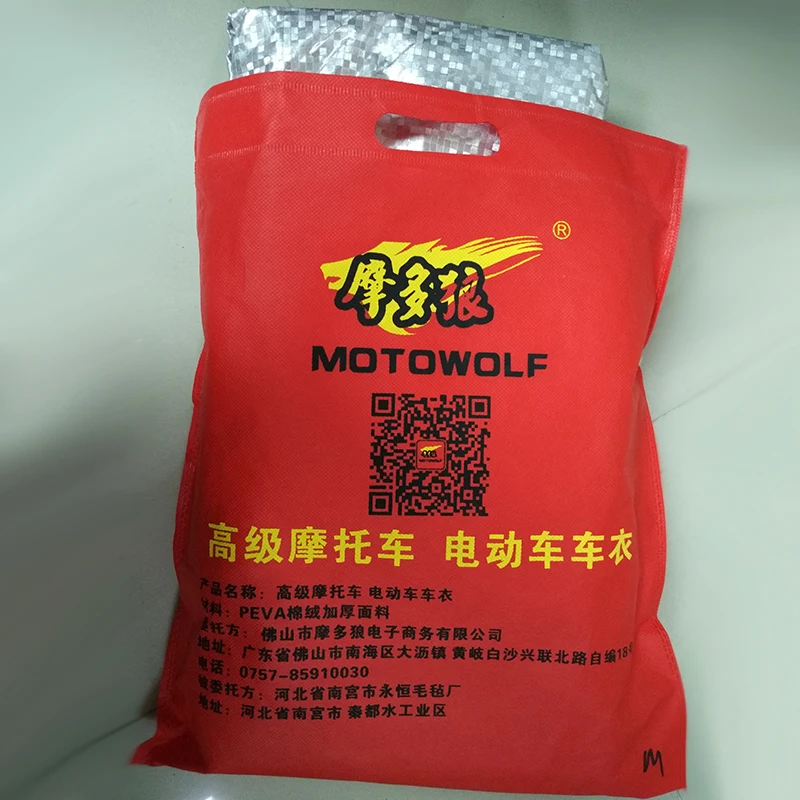 ®
摩多狼
MOTOWOLF
MOTOWOLF
高级摩托车 电动车车衣
产品名称：高级摩托车 电动车车衣
材料：PEVA棉绒加厚面料
委托方：佛山市摩多狼电子商务有限公司
地址：广东省佛山市南海区大沥镇 黄岐白沙兴联北路自编18
电话：0757-85910030
被委托方：河北省南宫市永恒毛毡厂
地址：河北省南宫市 秦都水工业区
M